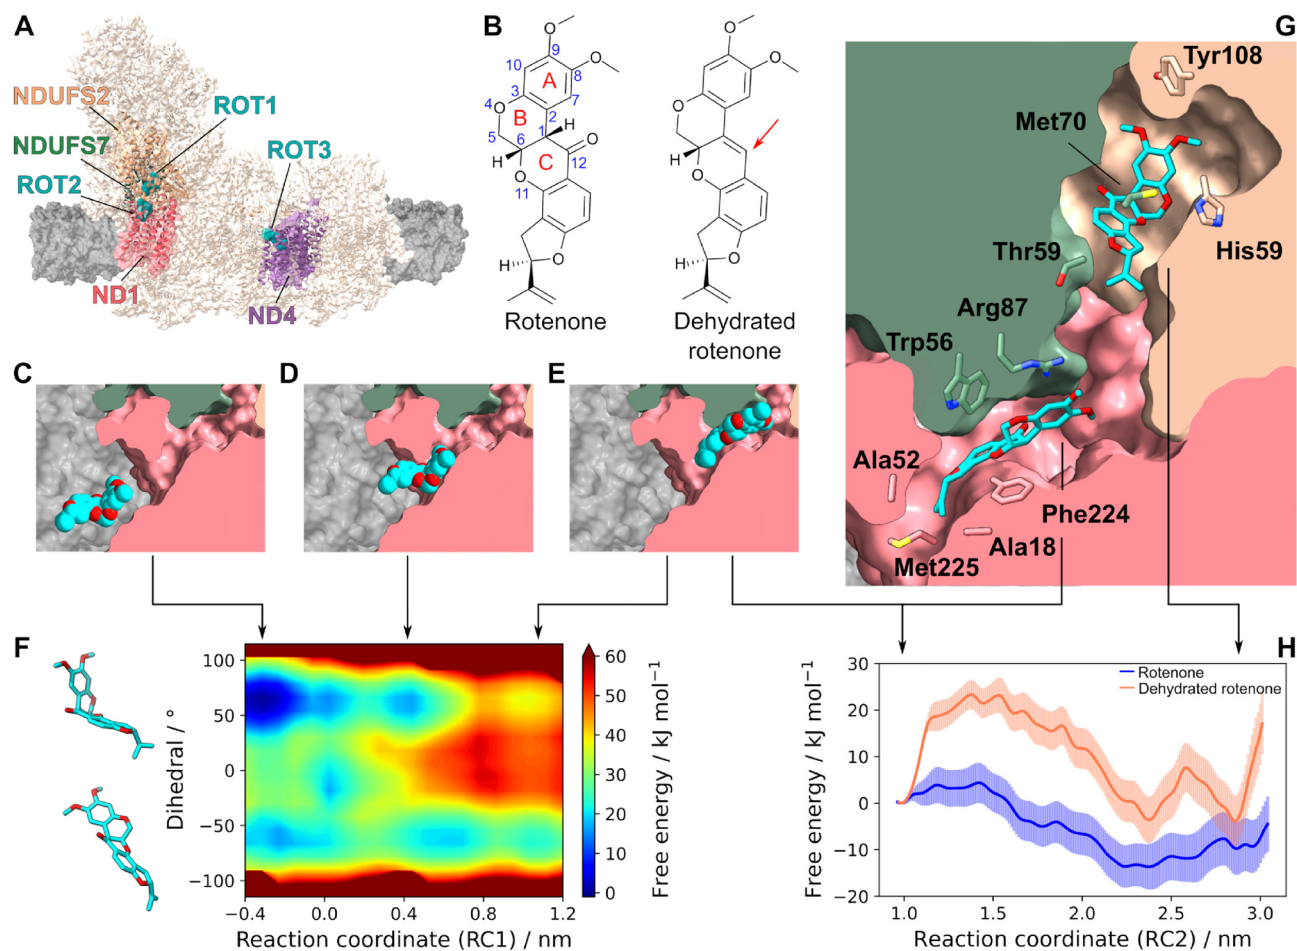 A
NDUFS2
NDUFS7
ROT2
ROT1
ROT3
ND1
ND4
B
O
9
10
O
A
8
3
7
4
O
B
2
5
1
H
6
O
H
C
12
O
11
O
H
Rotenone
O
O
O
H
O
O
H
Dehydrated
rotenone
G
Tyr108
Met70
His59
Thr59
Arg87
Trp56
Ala52
Phe224
Ala18
Met225
C
D
E
F
100
50
0
−50
−100
Dihedral / °
−0.4
0.0
0.4
0.8
1.2
Reaction coordinate (RC1) / nm
60
50
40
30
20
10
0
Free energy / kJ mol−1
H
30
20
10
0
−10
−20
Free energy / kJ mol−1
Rotenone
Dehydrated rotenone
1.0
1.5
2.0
2.5
3.0
Reaction coordinate (RC2) / nm